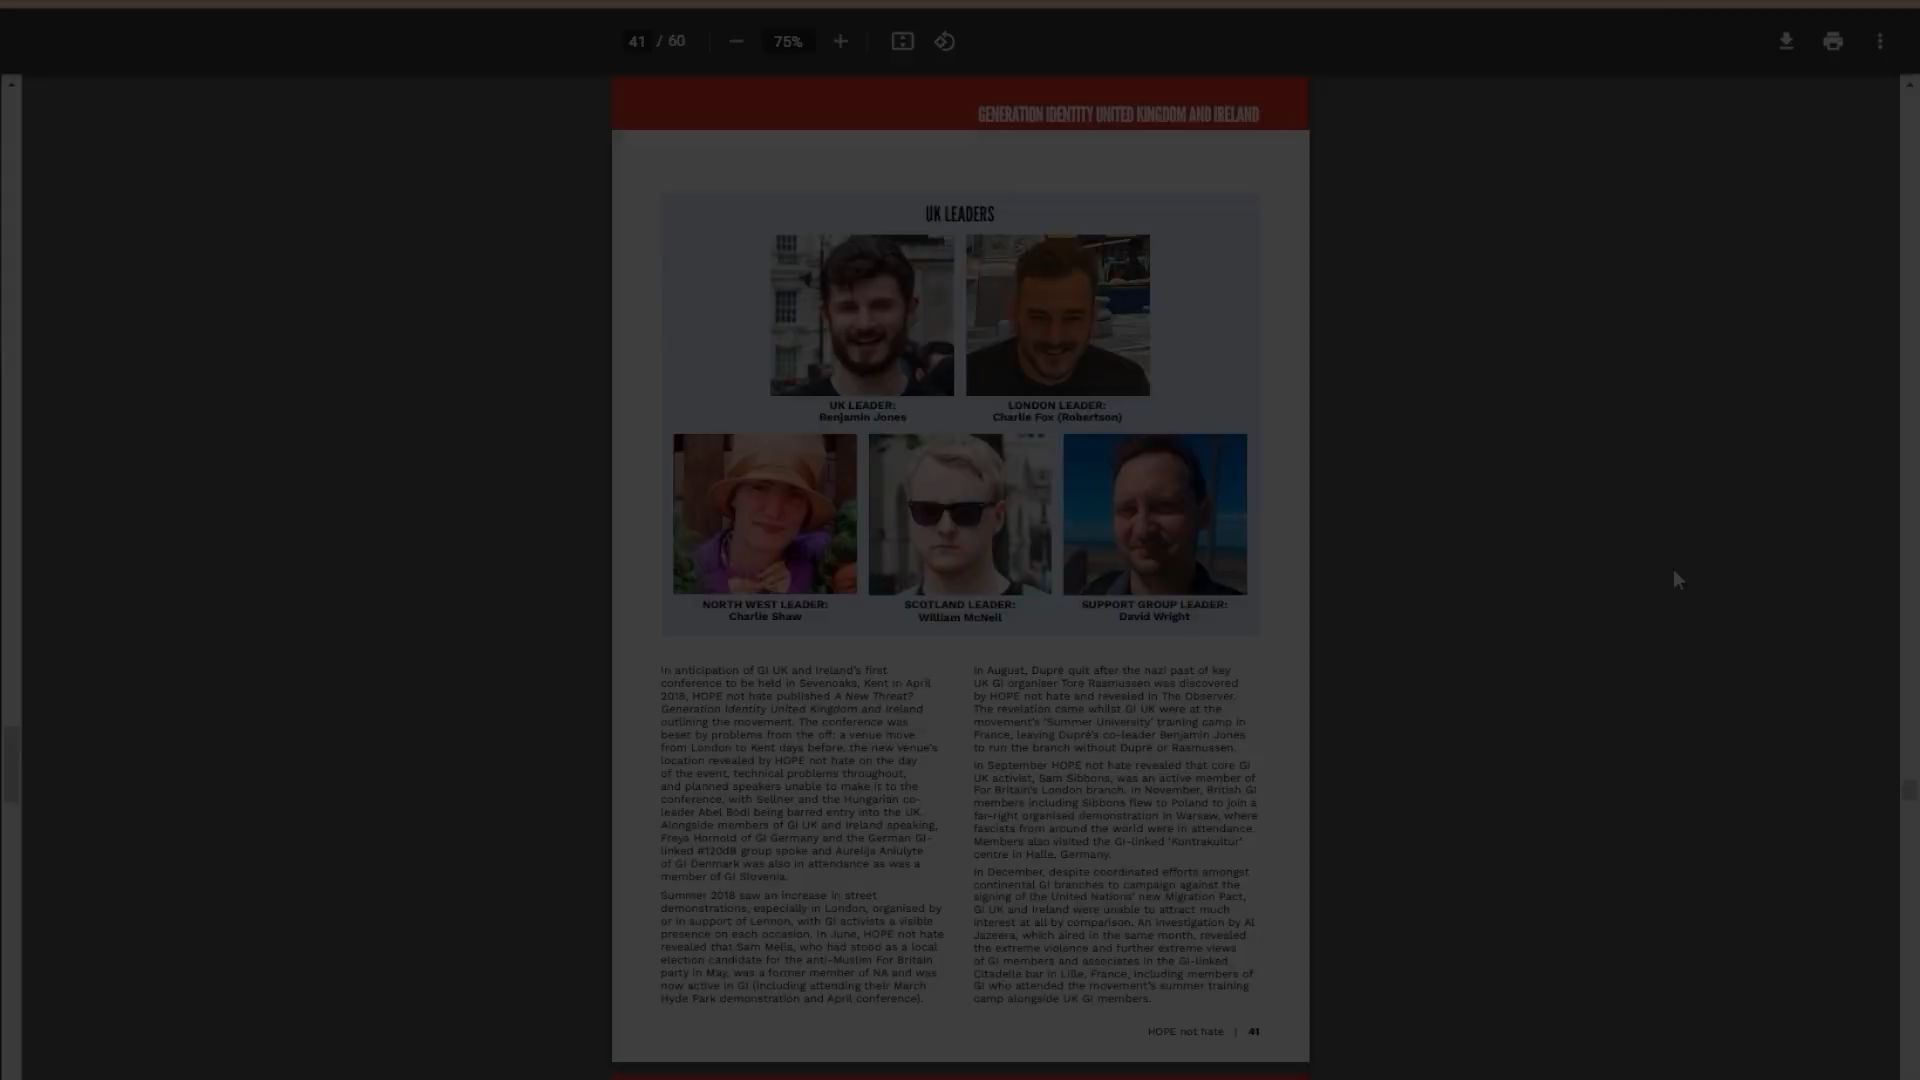 41 / 60
75%
GENERATION IDENTITY UNITED KINGDOM AND IRELAND
UK LEADERS
UK LEADER:
Benjamin Jones
LONDON LEADER:
Charlie Fox (Robertson)
NORTH WEST LEADER:
Charlie Shaw
SCOTLAND LEADER:
William McNeil
SUPPORT GROUP LEADER:
David Wright
In anticipation of GI UK and Ireland's first
conference to be held in Sevenoaks, Kent in April
2018, HOPE not hate published A New Threat?
Generation Identity United Kingdom and Ireland
outlining the movement. The conference was
beset by problems from the off: a venue move
from London to Kent days before, the new venue's
location revealed by HOPE not hate on the day
of the event, technical problems throughout,
and planned speakers unable to make it to the
conference, with Sellner and the Hungarian co-
leader Abel Bódi being barred entry into the UK.
Alongside members of GI UK and Ireland speaking,
Freya Honold of GI Germany and the German GI-
linked #120dB group spoke and Aurelija Aniulyte
of GI Denmark was also in attendance as was a
member of GI Slovenia.
Summer 2018 saw an increase in street
demonstrations, especially in London, organised by
or in support of Lennon, with GI activists a visible
presence on each occasion. In June, HOPE not hate
revealed that Sam Melia, who had stood as a local
election candidate for the anti-Muslim For Britain
party in May, was a former member of NA and was
now active in GI (including attending their March
Hyde Park demonstration and April conference).
In August, Dupré quit after the nazi past of key
UK GI organiser Tore Rasmussen was discovered
by HOPE not hate and revealed in The Observer.
The revelation came whilst GI UK were at the
movement's 'Summer University' training camp in
France, leaving Dupré's co-leader Benjamin Jones
to run the branch without Dupré or Rasmussen.
In September HOPE not hate revealed that core GI
UK activist, Sam Sibbons, was an active member of
For Britain's London branch. In November, British GI
members including Sibbons flew to Poland to join a
far-right organised demonstration in Warsaw, where
fascists from around the world were in attendance.
Members also visited the GI-linked 'Kontrakultur'
centre in Halle, Germany.
In December, despite coordinated efforts amongst
continental GI branches to campaign against the
signing of the United Nations' new Migration Pact,
GI UK and Ireland were unable to attract much
interest at all by comparison. An investigation by Al
Jazeera, which aired in the same month, revealed
the extreme violence and further extreme views
of GI members and associates in the GI-linked
Citadelle bar in Lille, France, including members of
GI who attended the movement's summer training
camp alongside UK GI members.
HOPE not hate | 41